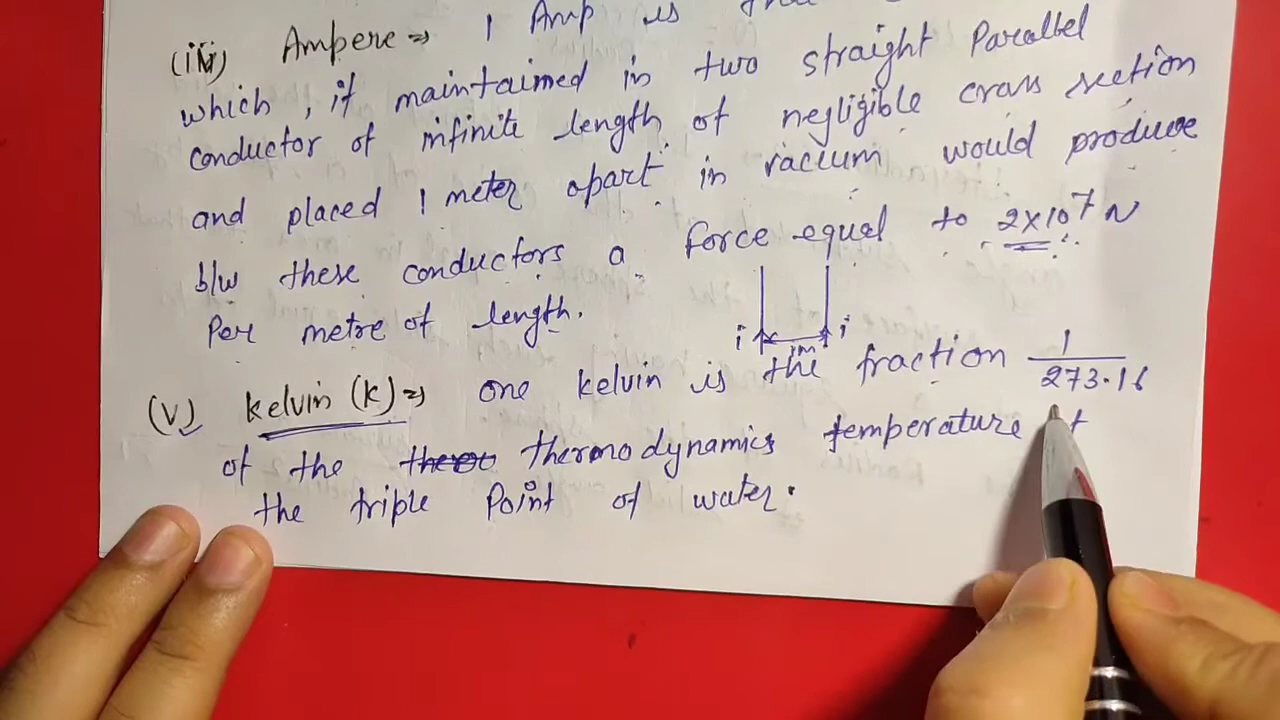 (iv) Ampere ⇒ 1 Amp is
which, if maintaimed in two straight Parallel
conductor of infinite length of negligible cross section
and placed 1 meter apart in vacuum would produce
b/w these conductors a force equal to 2×10⁷ N
Per metre of length.
i 1m i
(v) kelvin (k) ⇒ one kelvin is the fraction 1/273.16
of the thermodynamics temperature of
the triple Point of water.